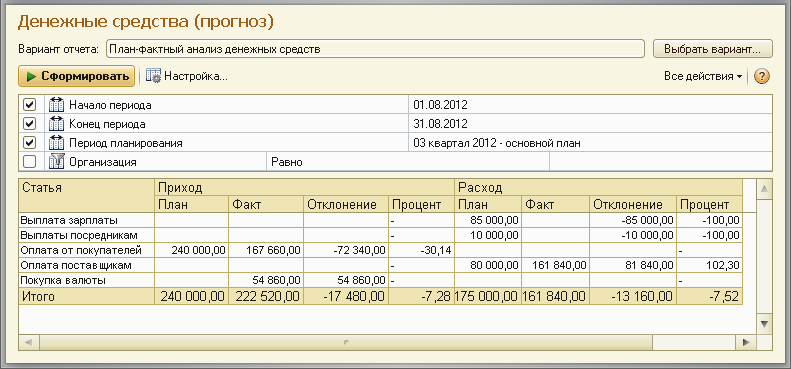 Денежные средства (прогноз)
Вариант отчета: План-фактный анализ денежных средств Выбрать вариант...
Сформировать Настройка... Все действия ?
Начало периода 01.08.2012
Конец периода 31.08.2012
Период планирования 03 квартал 2012 - основной план
Организация Равно
Статья Приход Расход
План Факт Отклонение Процент План Факт Отклонение Процент
Выплата зарплаты - 85 000,00 -85 000,00 -100,00
Выплаты посредникам - 10 000,00 -10 000,00 -100,00
Оплата от покупателей 240 000,00 167 660,00 -72 340,00 -30,14 -
Оплата поставщикам - 80 000,00 161 840,00 81 840,00 102,30
Покупка валюты 54 860,00 54 860,00 - -
Итого 240 000,00 222 520,00 -17 480,00 -7,28 175 000,00 161 840,00 -13 160,00 -7,52